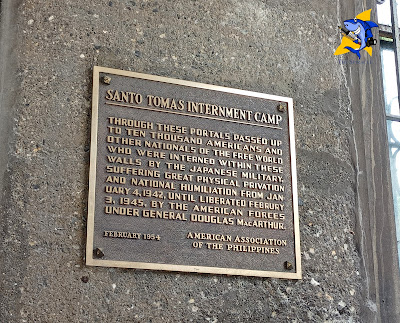 SANTO TOMAS INTERNMENT CAMP
THROUGH THESE PORTALS PASSED UP
TO TEN THOUSAND AMERICANS AND
OTHER NATIONALS OF THE FREE WORLD
WHO WERE INTERNED WITHIN THESE
WALLS BY THE JAPANESE MILITARY,
SUFFERING GREAT PHYSICAL PRIVATION
AND NATIONAL HUMILIATION FROM JAN-
UARY 4, 1942, UNTIL LIBERATED FEBRURY
3, 1945, BY THE AMERICAN FORCES
UNDER GENERAL DOUGLAS MacARTHUR.
FEBRUARY 1954
AMERICAN ASSOCIATION
OF THE PHILIPPINES